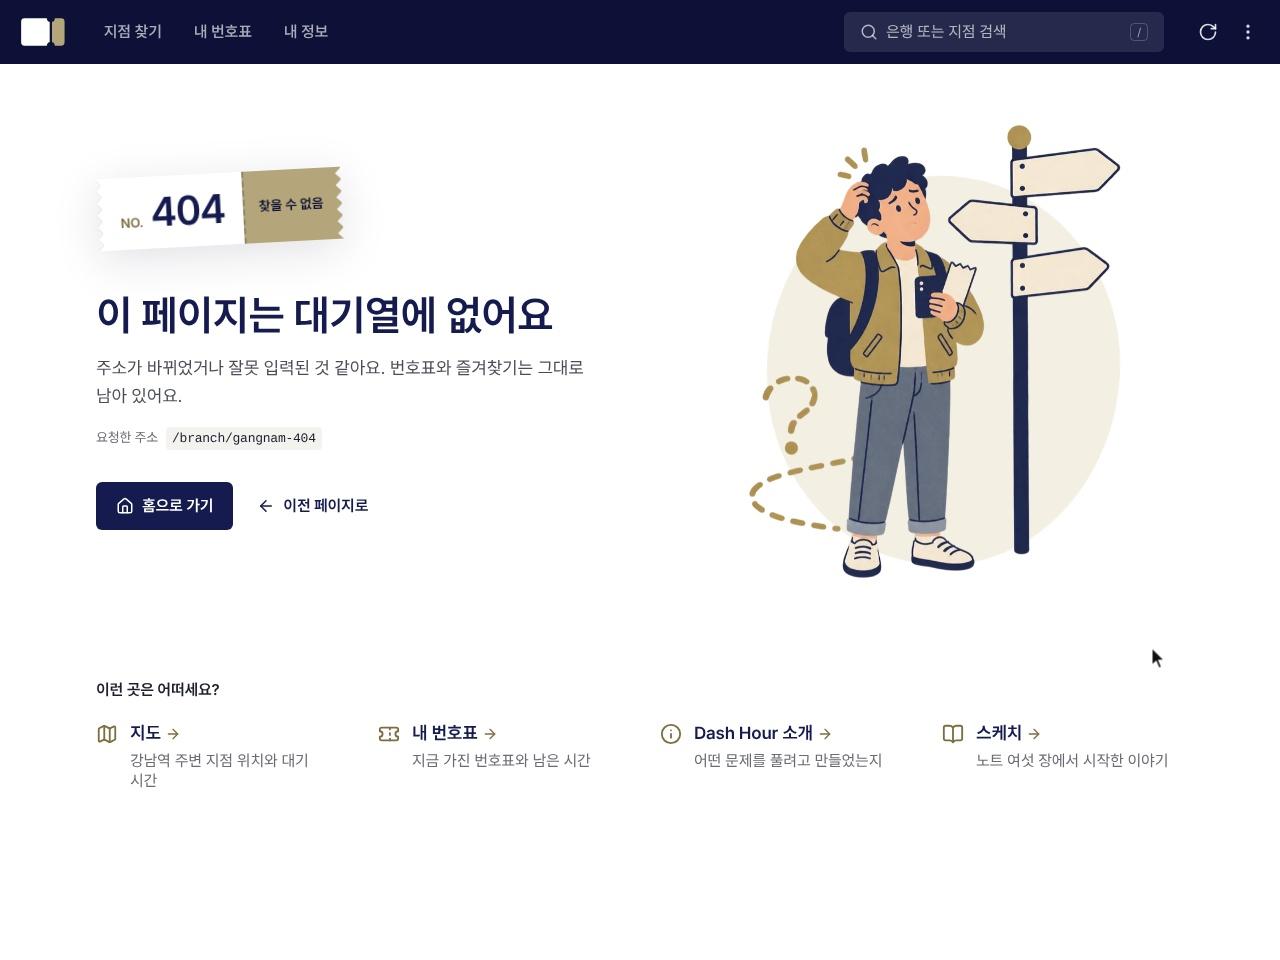 지점 찾기
내 번호표
내 정보
은행 또는 지점 검색
/
NO. 404
찾을 수 없음
이 페이지는 대기열에 없어요
주소가 바뀌었거나 잘못 입력된 것 같아요. 번호표와 즐겨찾기는 그대로
남아 있어요.
요청한 주소 /branch/gangnam-404
홈으로 가기
이전 페이지로
이런 곳은 어떠세요?
지도
강남역 주변 지점 위치와 대기
시간
내 번호표
지금 가진 번호표와 남은 시간
Dash Hour 소개
어떤 문제를 풀려고 만들었는지
스케치
노트 여섯 장에서 시작한 이야기